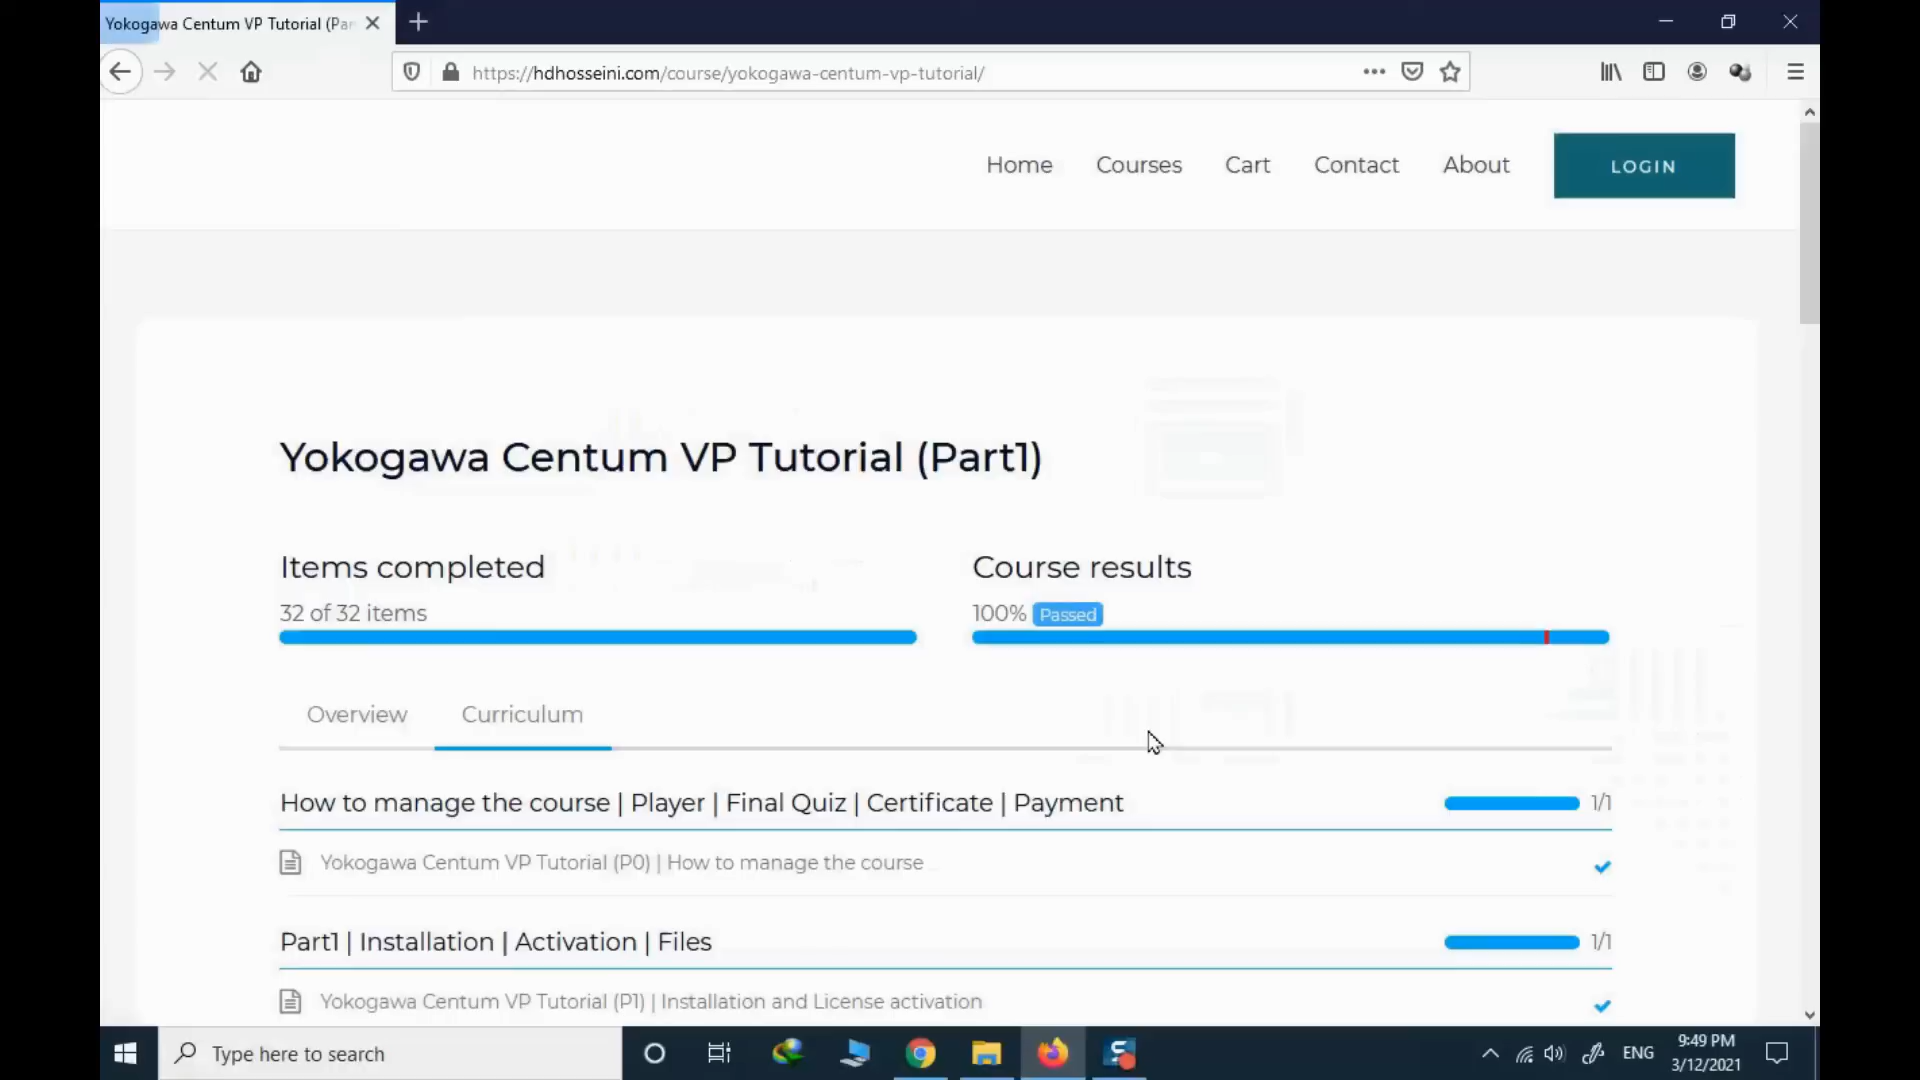 Yokogawa Centum VP Tutorial (Par
https://hdhosseini.com/course/yokogawa-centum-vp-tutorial/
Home Courses Cart Contact About LOGIN
Yokogawa Centum VP Tutorial (Part1)
Items completed
32 of 32 items
Course results
100% Passed
Overview Curriculum
How to manage the course | Player | Final Quiz | Certificate | Payment 1/1
Yokogawa Centum VP Tutorial (P0) | How to manage the course
Part1 | Installation | Activation | Files 1/1
Yokogawa Centum VP Tutorial (P1) | Installation and License activation
Type here to search
ENG
9:49 PM
3/12/2021